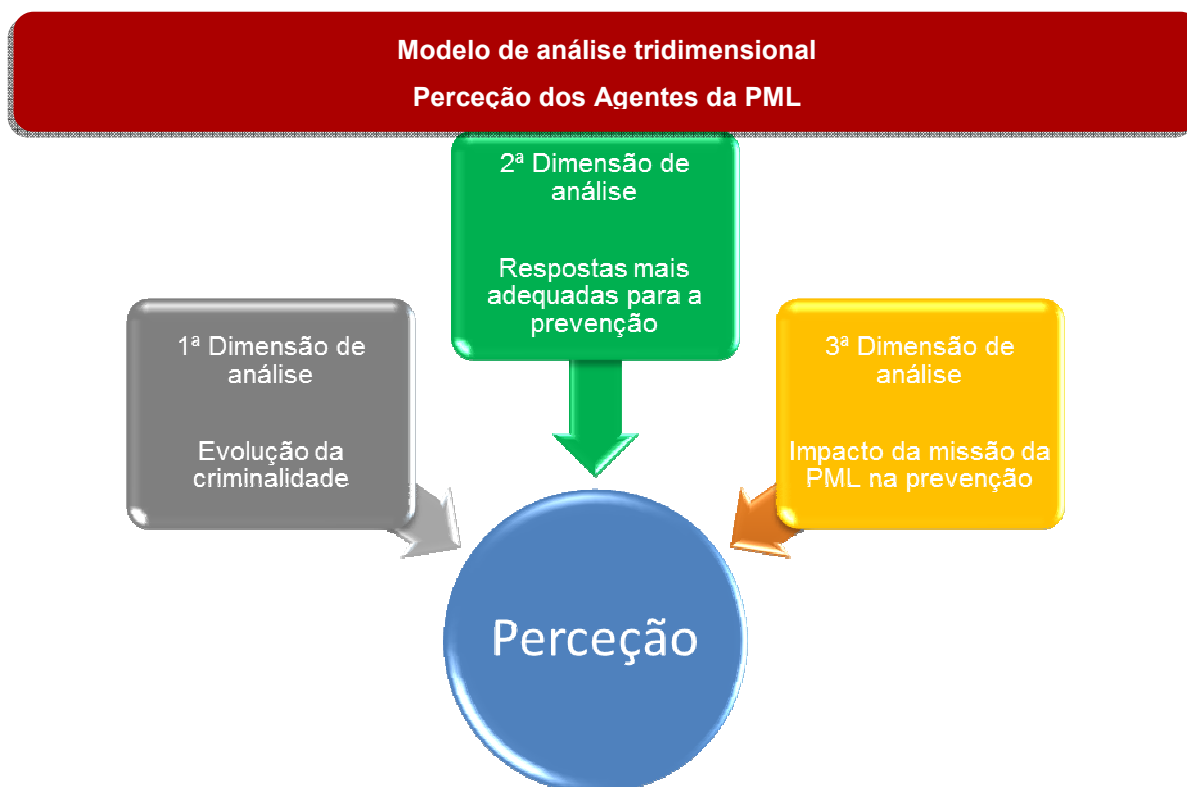 Modelo de análise tridimensional
Perceção dos Agentes da PML
1ª Dimensão de
análise
Evolução da
criminalidade
2ª Dimensão de
análise
Respostas mais
adequadas para a
prevenção
3ª Dimensão de
análise
Impacto da missão da
PML na prevenção
Perceção